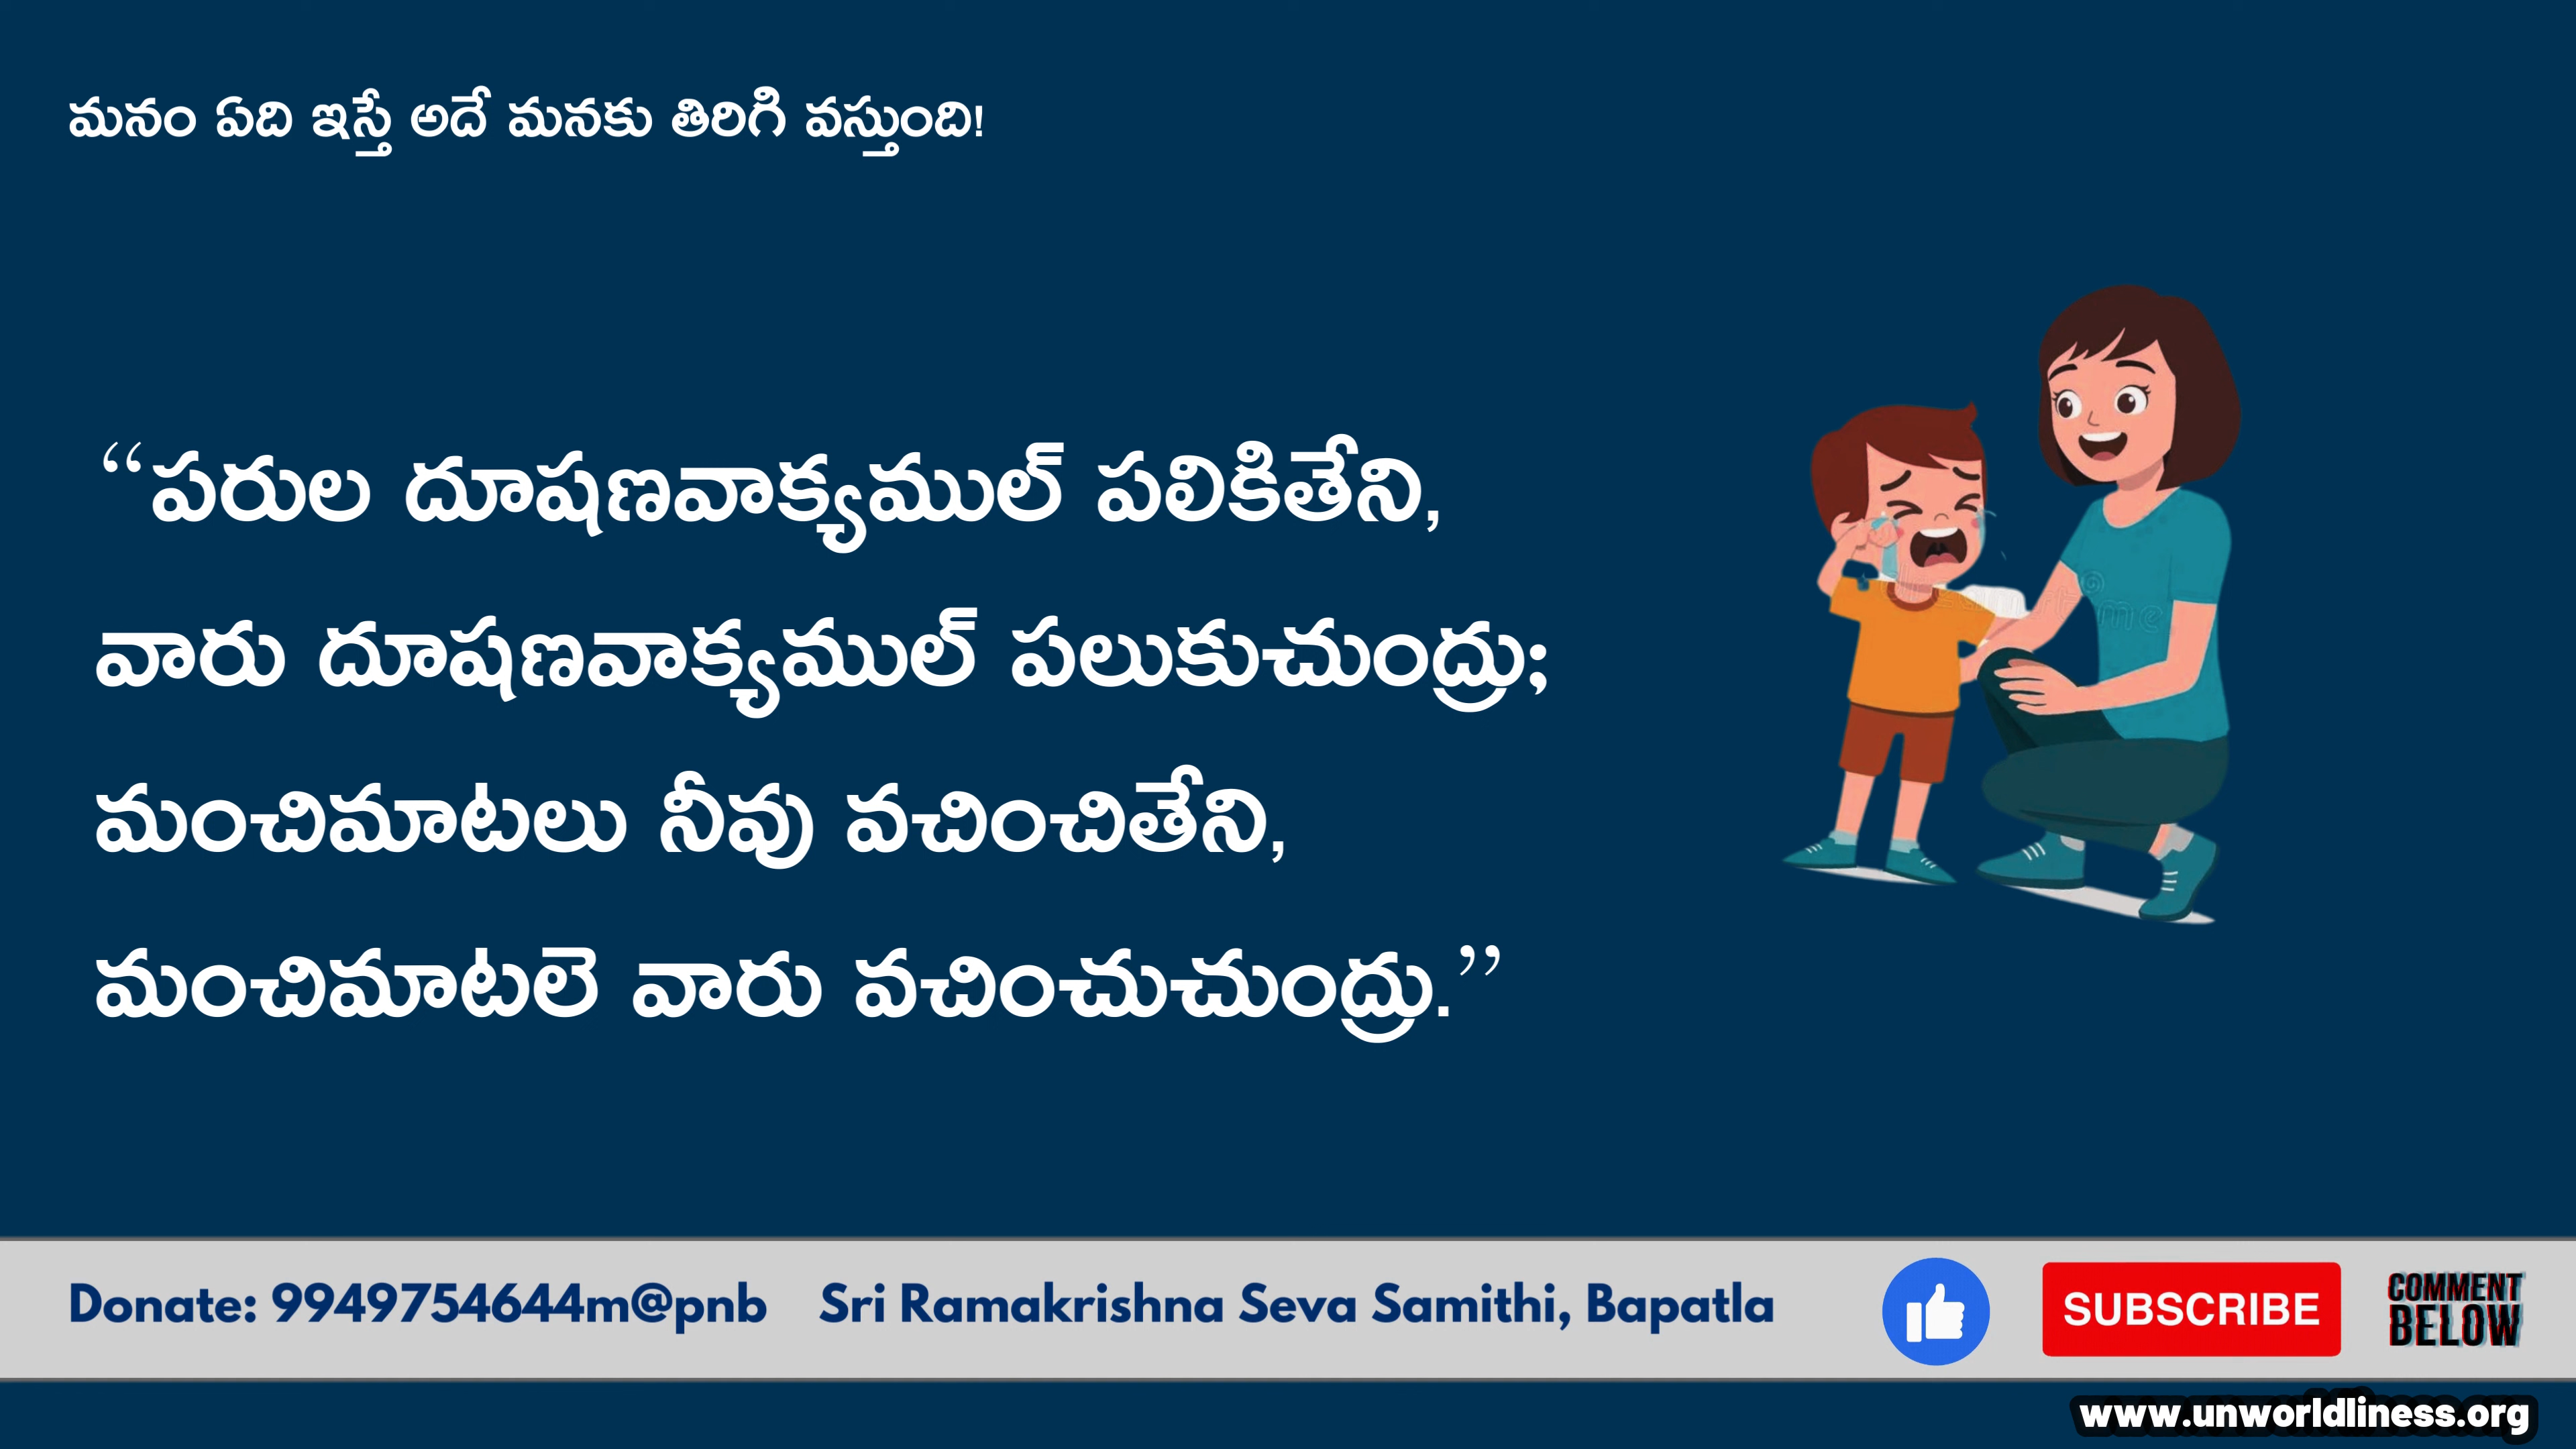 మనం ఏది ఇస్తే అదే మనకు తిరిగి వస్తుంది!
“పరుల దూషణవాక్యముల్ పలికితేని,
వారు దూషణవాక్యముల్ పలుకుచుంద్రు;
మంచిమాటలు నీవు వచించితేని,
మంచిమాటలె వారు వచించుచుంద్రు.”
Donate: 9949754644m@pnb Sri Ramakrishna Seva Samithi, Bapatla
SUBSCRIBE
COMMENT
BELOW
www.unworldliness.org